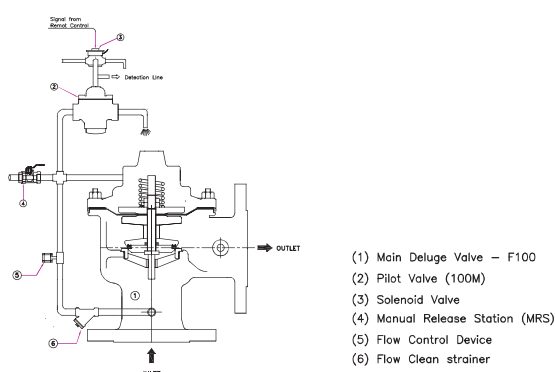 Signal from
Remot Control
3
Detection Line
2
4
OUTLET
5
1
6
INLET
(1) Main Deluge Valve – F100
(2) Pilot Valve (100M)
(3) Solenoid Valve
(4) Manual Release Station (MRS)
(5) Flow Control Device
(6) Flow Clean strainer